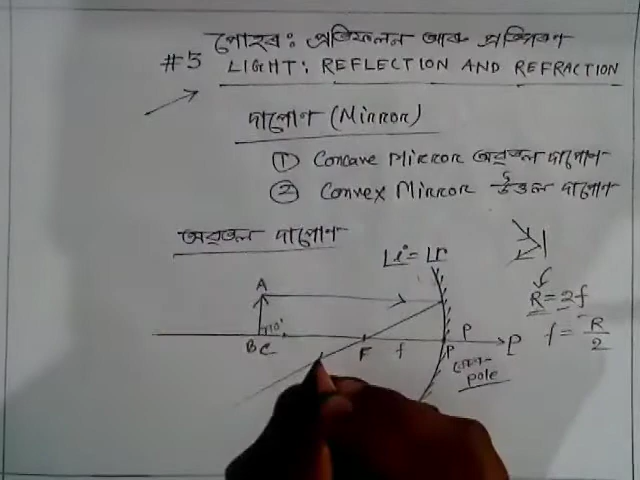 পোহৰ: প্ৰতিফলন আৰু প্ৰতিসৰণ
#5 LIGHT: REFLECTION AND REFRACTION
দাপোণ (Mirror)
① Concave Mirror অৱতল দাপোণ
② Convex Mirror উত্তল দাপোণ
অৱতল দাপোণ
∠i = ∠r
R = 2f
f = R/2
A
90°
B C F f P P P
pole